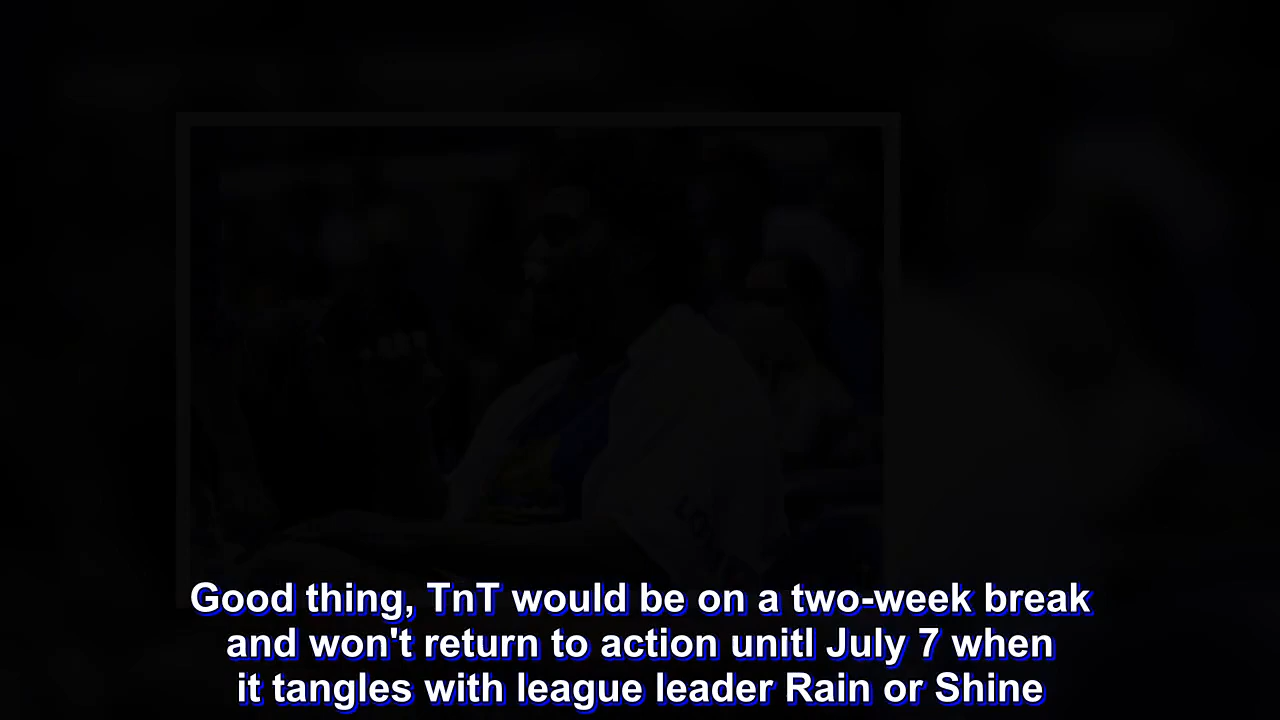 Good thing, TnT would be on a two-week break
and won't return to action unitl July 7 when
it tangles with league leader Rain or Shine